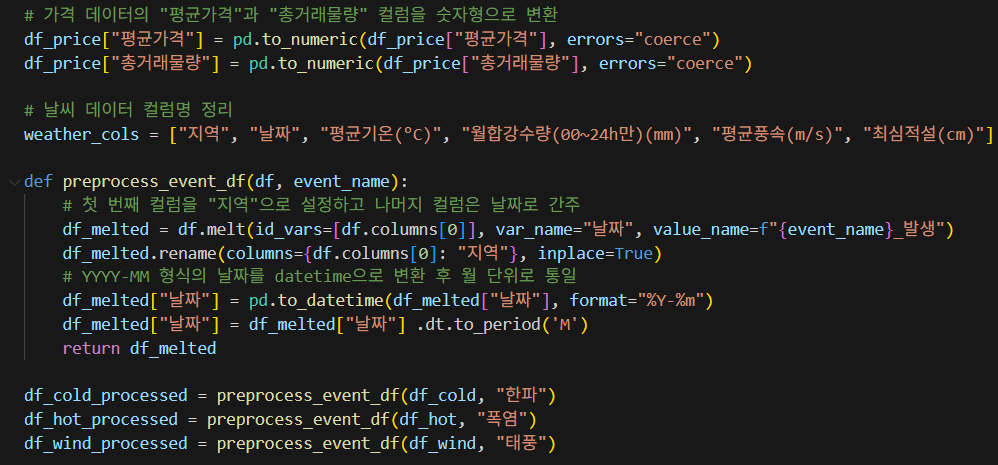 # 가격 데이터의 "평균가격"과 "총거래물량" 컬럼을 숫자형으로 변환
df_price["평균가격"] = pd.to_numeric(df_price["평균가격"], errors="coerce")
df_price["총거래물량"] = pd.to_numeric(df_price["총거래물량"], errors="coerce")

# 날씨 데이터 컬럼명 정리
weather_cols = ["지역", "날짜", "평균기온(°C)", "월합강수량(00~24h만)(mm)", "평균풍속(m/s)", "최심적설(cm)"]

def preprocess_event_df(df, event_name):
    # 첫 번째 컬럼을 "지역"으로 설정하고 나머지 컬럼은 날짜로 간주
    df_melted = df.melt(id_vars=[df.columns[0]], var_name="날짜", value_name=f"{event_name}_발생")
    df_melted.rename(columns={df.columns[0]: "지역"}, inplace=True)
    # YYYY-MM 형식의 날짜를 datetime으로 변환 후 월 단위로 통일
    df_melted["날짜"] = pd.to_datetime(df_melted["날짜"], format="%Y-%m")
    df_melted["날짜"] = df_melted["날짜"] .dt.to_period('M')
    return df_melted

df_cold_processed = preprocess_event_df(df_cold, "한파")
df_hot_processed = preprocess_event_df(df_hot, "폭염")
df_wind_processed = preprocess_event_df(df_wind, "태풍")